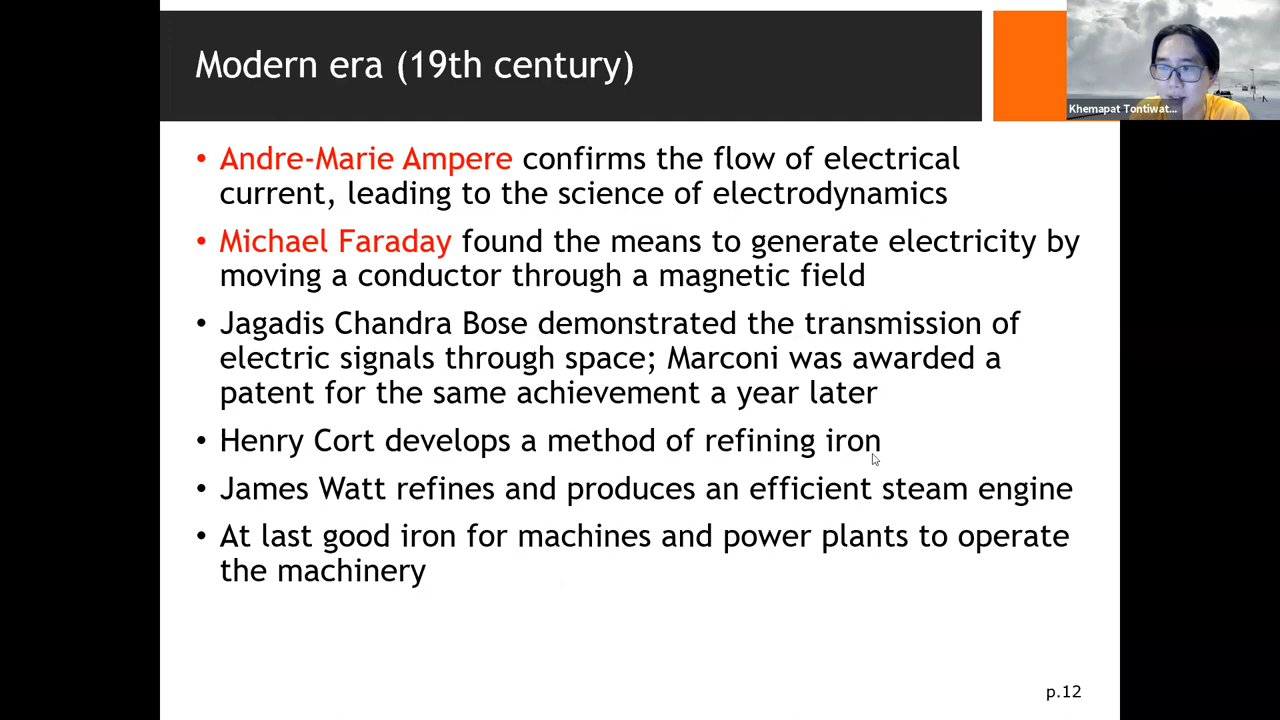 Modern era (19th century)
Khemapat Tontiwat...
• Andre-Marie Ampere confirms the flow of electrical
current, leading to the science of electrodynamics
• Michael Faraday found the means to generate electricity by
moving a conductor through a magnetic field
• Jagadis Chandra Bose demonstrated the transmission of
electric signals through space; Marconi was awarded a
patent for the same achievement a year later
• Henry Cort develops a method of refining iron
• James Watt refines and produces an efficient steam engine
• At last good iron for machines and power plants to operate
the machinery
p.12